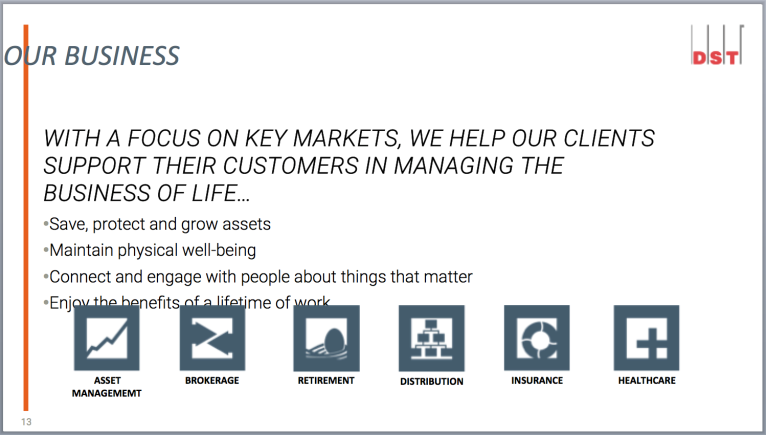 OUR BUSINESS
DST
WITH A FOCUS ON KEY MARKETS, WE HELP OUR CLIENTS
SUPPORT THEIR CUSTOMERS IN MANAGING THE
BUSINESS OF LIFE…
•Save, protect and grow assets
•Maintain physical well-being
•Connect and engage with people about things that matter
•Enjoy the benefits of a lifetime of work
ASSET
MANAGEMEMT
BROKERAGE
RETIREMENT
DISTRIBUTION
INSURANCE
HEALTHCARE
13